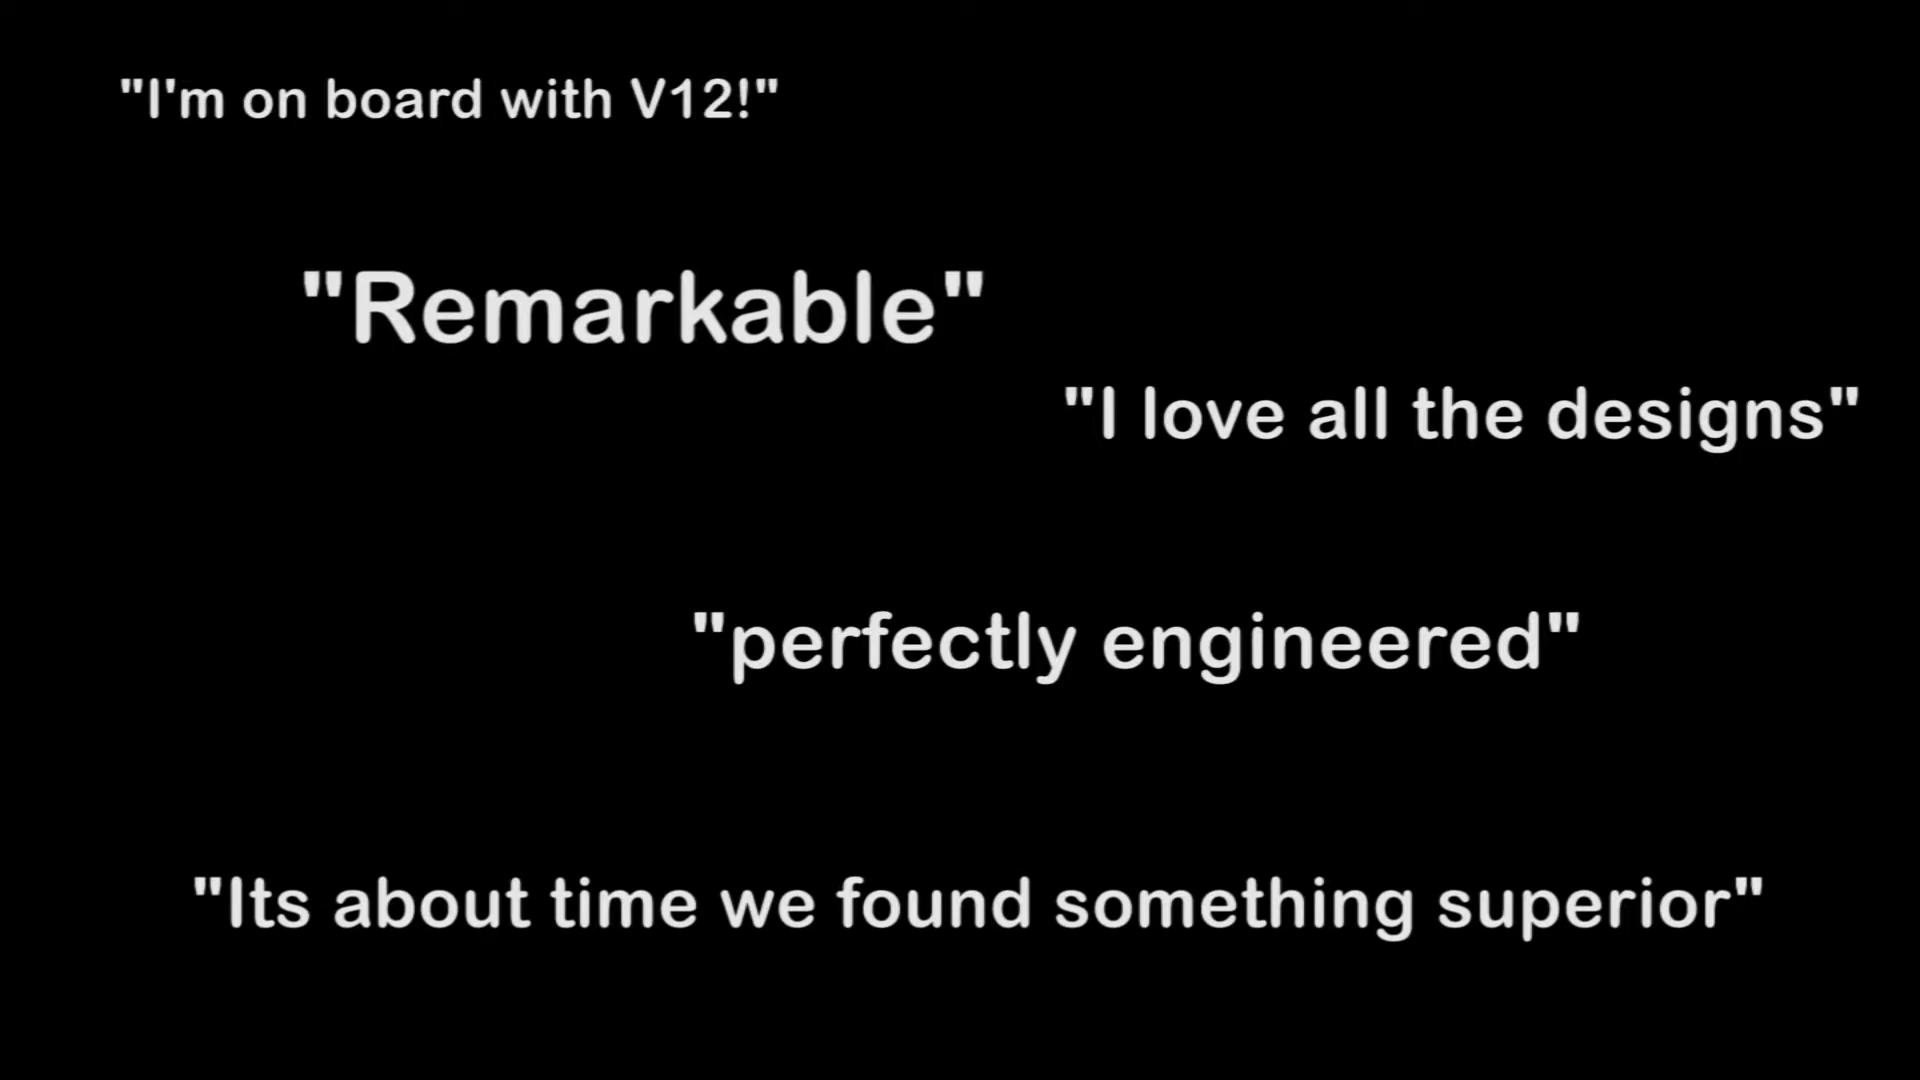 "I'm on board with V12!"
"Remarkable"
"I love all the designs"
"perfectly engineered"
"Its about time we found something superior"